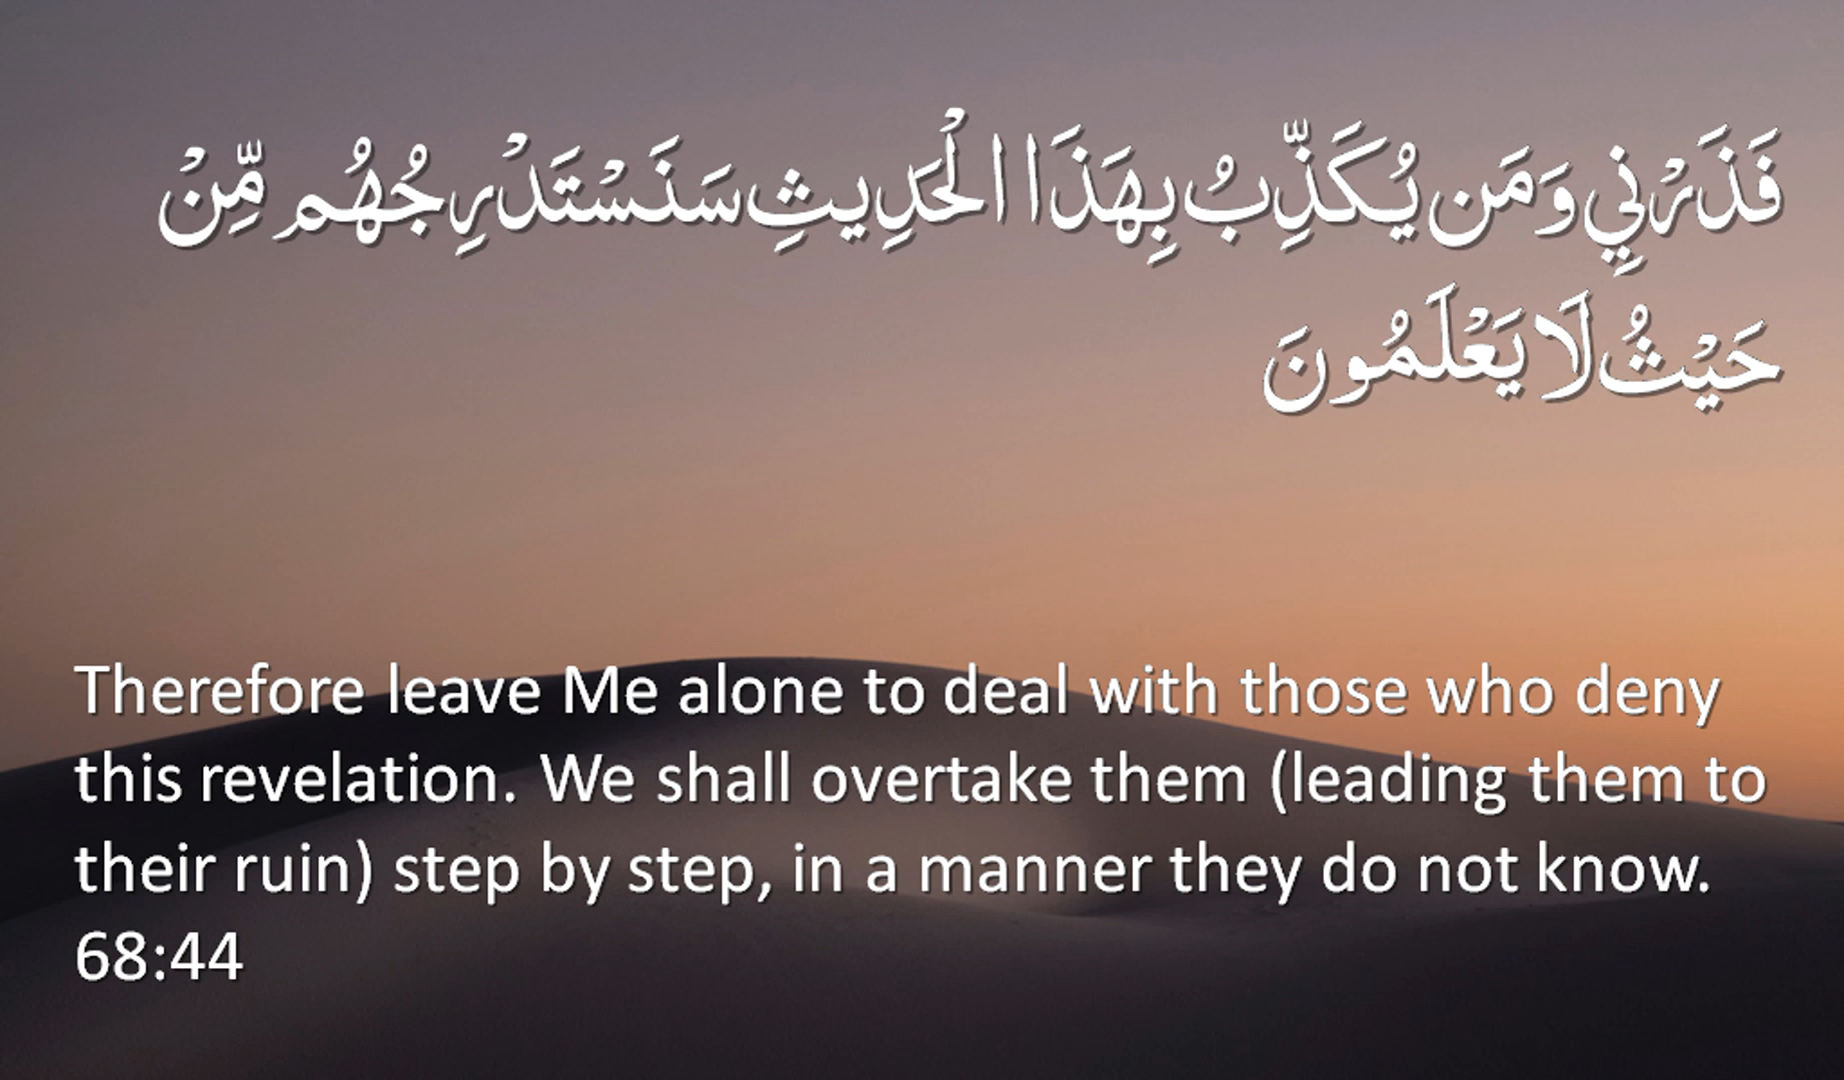 فَذَرْنِي وَمَن يُكَذِّبُ بِهَذَا الْحَدِيثِ سَنَسْتَدْرِجُهُم مِّنْ
حَيْثُ لَا يَعْلَمُونَ
Therefore leave Me alone to deal with those who deny
this revelation. We shall overtake them (leading them to
their ruin) step by step, in a manner they do not know.
68:44